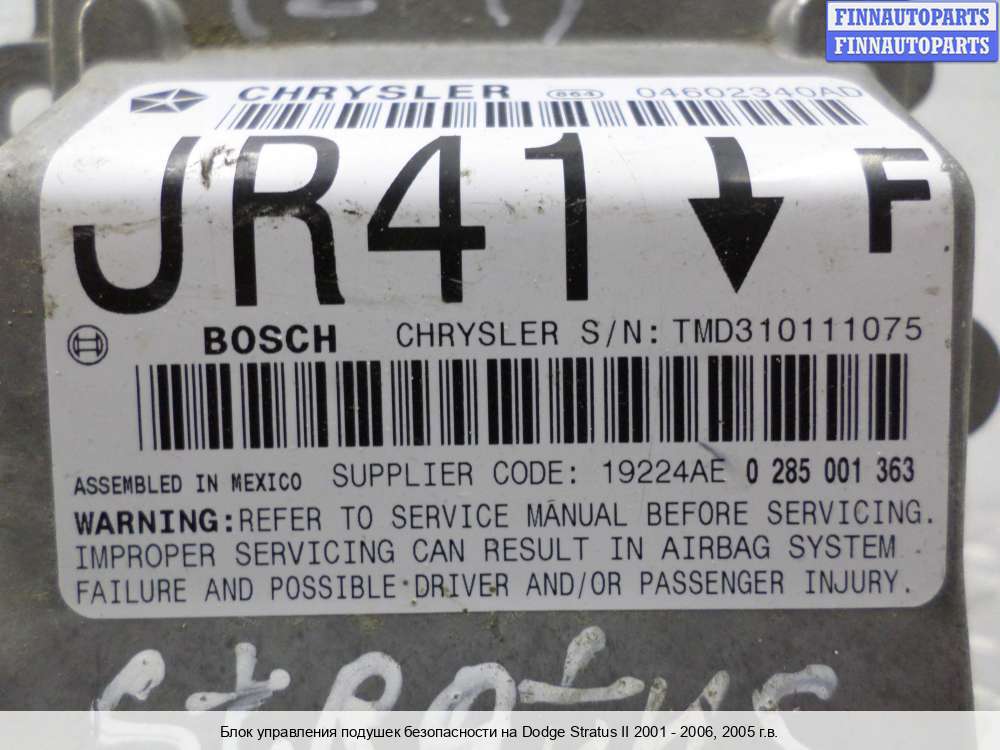 FINNAUTOPARTS
FINNAUTOPARTS
CHRYSLER 864 04602340AD
JR41 F
BOSCH CHRYSLER S/N: TMD310111075
ASSEMBLED IN MEXICO SUPPLIER CODE: 19224AE 0 285 001 363
WARNING:REFER TO SERVICE MANUAL BEFORE SERVICING.
IMPROPER SERVICING CAN RESULT IN AIRBAG SYSTEM
FAILURE AND POSSIBLE DRIVER AND/OR PASSENGER INJURY.
Блок управления подушек безопасности на Dodge Stratus II 2001 - 2006, 2005 г.в.